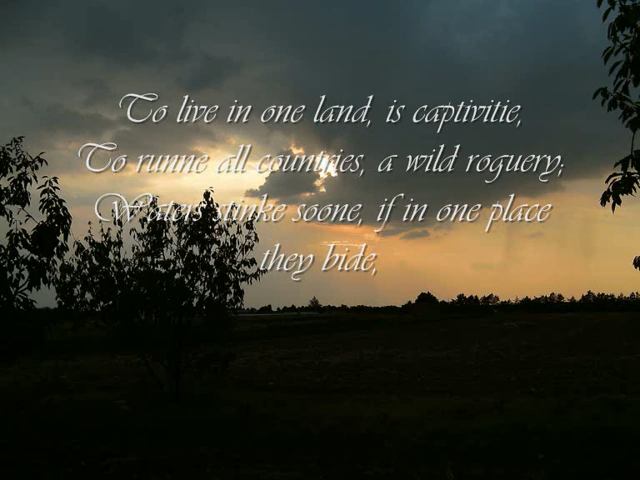 To live in one land, is captivitie,
To runne all countries, a wild roguery;
Waters stinke soone, if in one place
they bide,